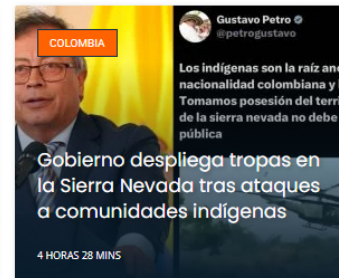 COLOMBIA
Gustavo Petro
@petrogustavo
Los indígenas son la raíz
nacionalidad colombiana y
Tomamos posesión del
de la sierra nevada no debe
pública
Gobierno despliega tropas en
la Sierra Nevada tras ataques
a comunidades indígenas
4 HORAS 28 MINS